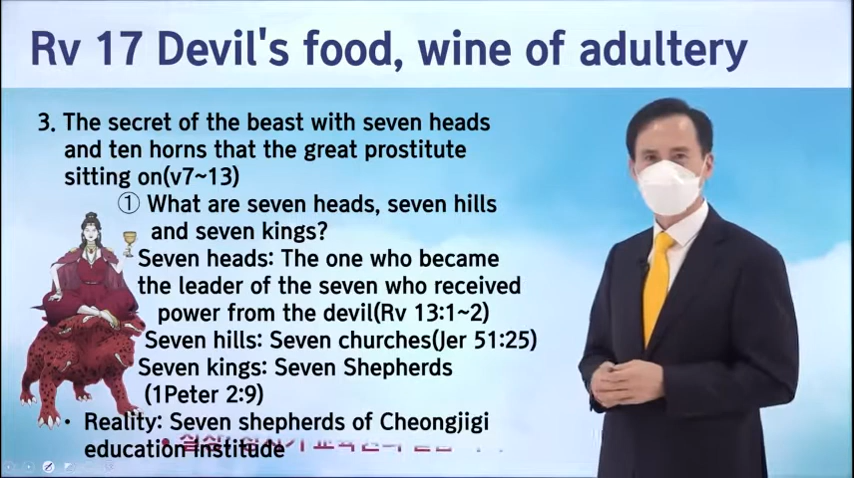 Rv 17 Devil's food, wine of adultery
3. The secret of the beast with seven heads
and ten horns that the great prostitute
sitting on(v7~13)
① What are seven heads, seven hills
and seven kings?
Seven heads: The one who became
the leader of the seven who received
power from the devil(Rv 13:1~2)
Seven hills: Seven churches(Jer 51:25)
Seven kings: Seven Shepherds
(1Peter 2:9)
• Reality: Seven shepherds of Cheongjigi
education institude